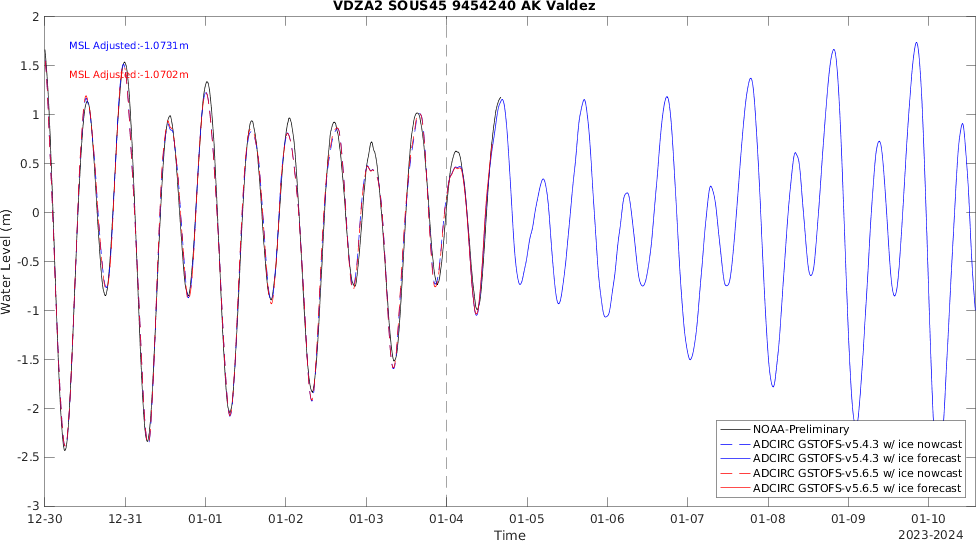 VDZA2 SOUS45 9454240 AK Valdez
MSL Adjusted:-1.0731m
MSL Adjusted:-1.0702m
Water Level (m)
2
1.5
1
0.5
0
-0.5
-1
-1.5
-2
-2.5
-3
NOAA-Preliminary
ADCIRC GSTOFS-v5.4.3 w/ ice nowcast
ADCIRC GSTOFS-v5.4.3 w/ ice forecast
ADCIRC GSTOFS-v5.6.5 w/ ice nowcast
ADCIRC GSTOFS-v5.6.5 w/ ice forecast
12-30 12-31 01-01 01-02 01-03 01-04 01-05 01-06 01-07 01-08 01-09 01-10
Time
2023-2024